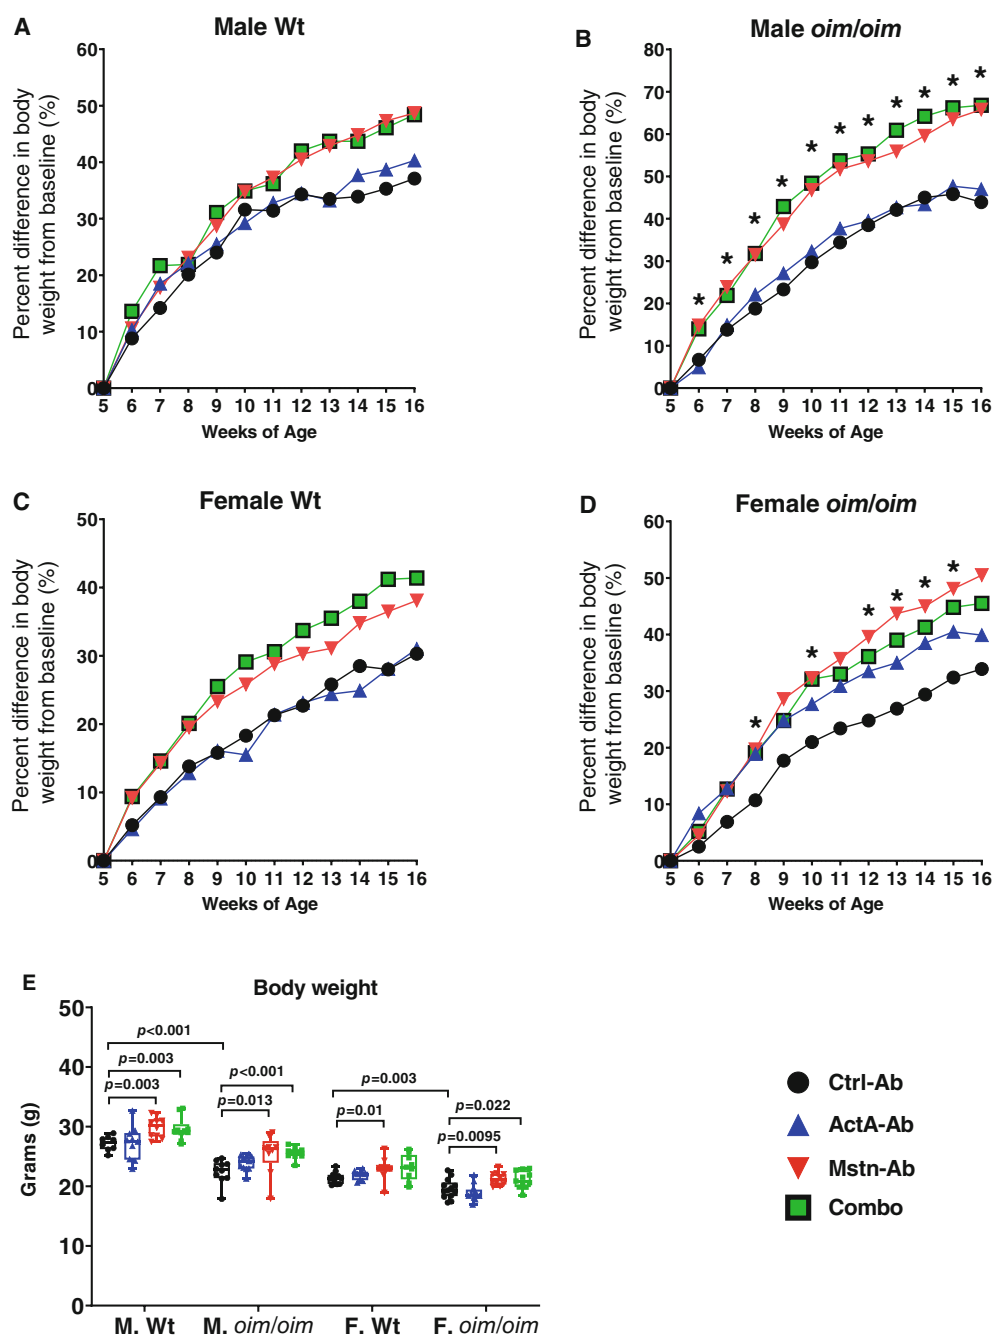 A
Male Wt
Percent difference in body
weight from baseline (%)
60
50
40
30
20
10
0
5 6 7 8 9 10 11 12 13 14 15 16
Weeks of Age
B
Male oim/oim
Percent difference in body
weight from baseline (%)
80
70
60
50
40
30
20
10
0
* * * * * * * * * * *
5 6 7 8 9 10 11 12 13 14 15 16
Weeks of Age
C
Female Wt
Percent difference in body
weight from baseline (%)
50
40
30
20
10
0
5 6 7 8 9 10 11 12 13 14 15 16
Weeks of Age
D
Female oim/oim
Percent difference in body
weight from baseline (%)
60
50
40
30
20
10
0
* * * * * *
5 6 7 8 9 10 11 12 13 14 15 16
Weeks of Age
E
Body weight
Grams (g)
50
40
30
20
10
0
p<0.001
p=0.003
p=0.003
p<0.001
p=0.013
p=0.003
p=0.01
p=0.022
p=0.0095
M. Wt M. oim/oim F. Wt F. oim/oim
Ctrl-Ab
ActA-Ab
Mstn-Ab
Combo